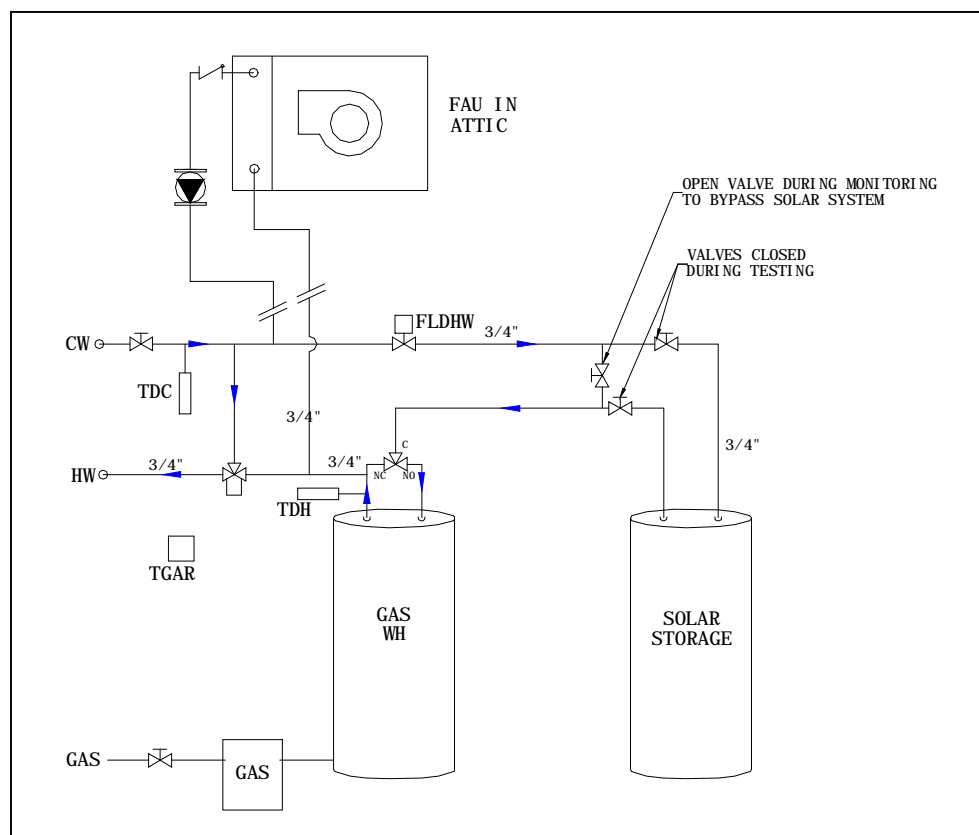 FAU IN
ATTIC
OPEN VALVE DURING MONITORING
TO BYPASS SOLAR SYSTEM
VALVES CLOSED
DURING TESTING
FLDHW
3/4"
CW
TDC
3/4"
3/4"
C
HW
3/4"
3/4"
NC
NO
TDH
TGAR
GAS
WH
SOLAR
STORAGE
GAS
GAS